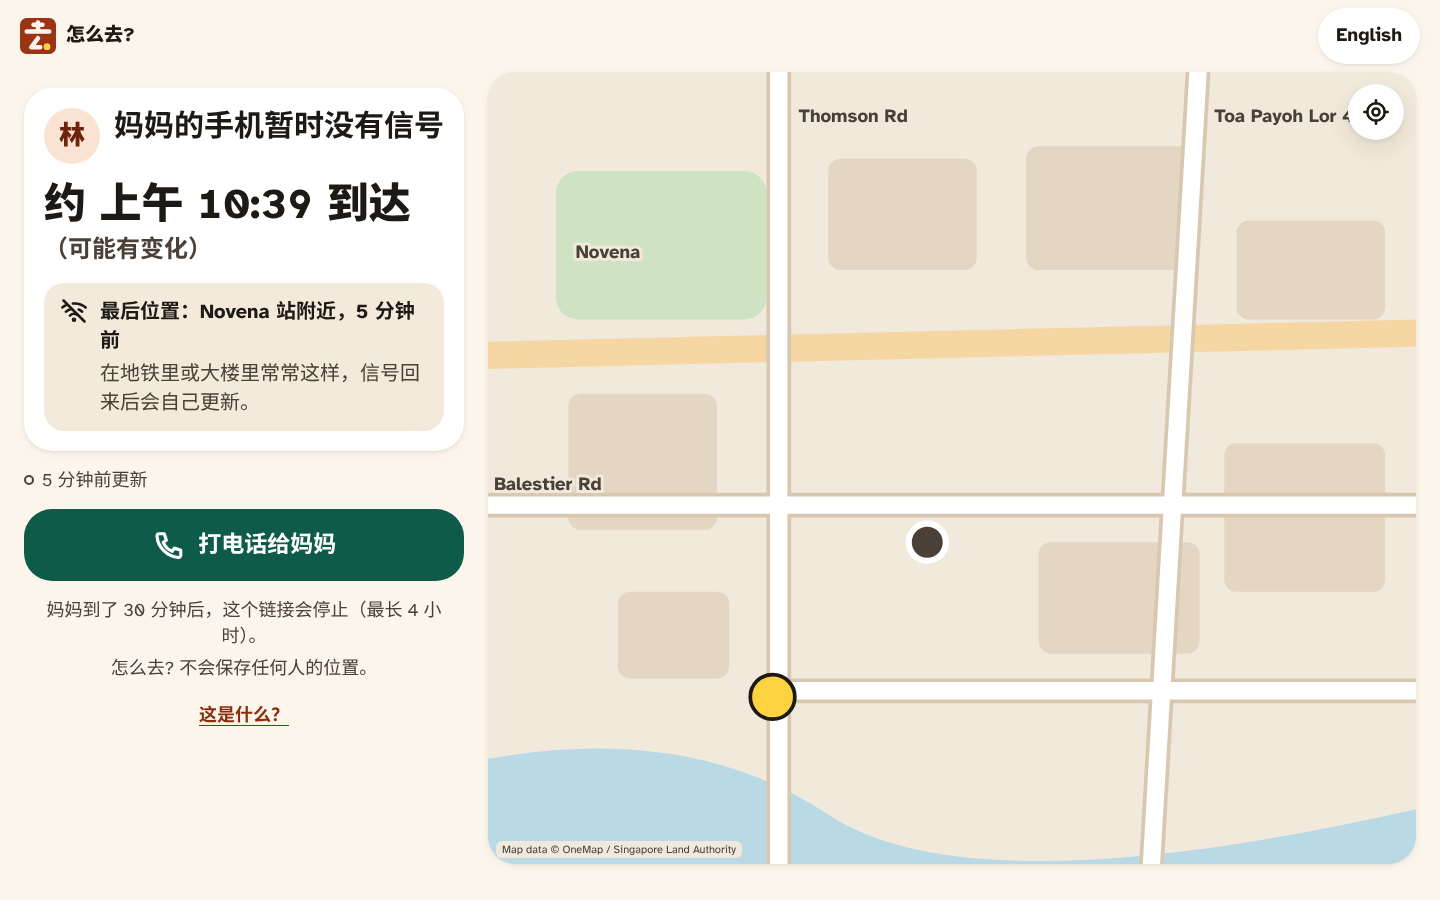 去
怎么去?
English
林
妈妈的手机暂时没有信号
约 上午 10:39 到达
（可能有变化）
最后位置：Novena 站附近，5 分钟
前
在地铁里或大楼里常常这样，信号回
来后会自己更新。
5 分钟前更新
打电话给妈妈
妈妈到了 30 分钟后，这个链接会停止（最长 4 小
时）。
怎么去? 不会保存任何人的位置。
这是什么？
Thomson Rd
Toa Payoh Lor
Novena
Balestier Rd
Map data © OneMap / Singapore Land Authority